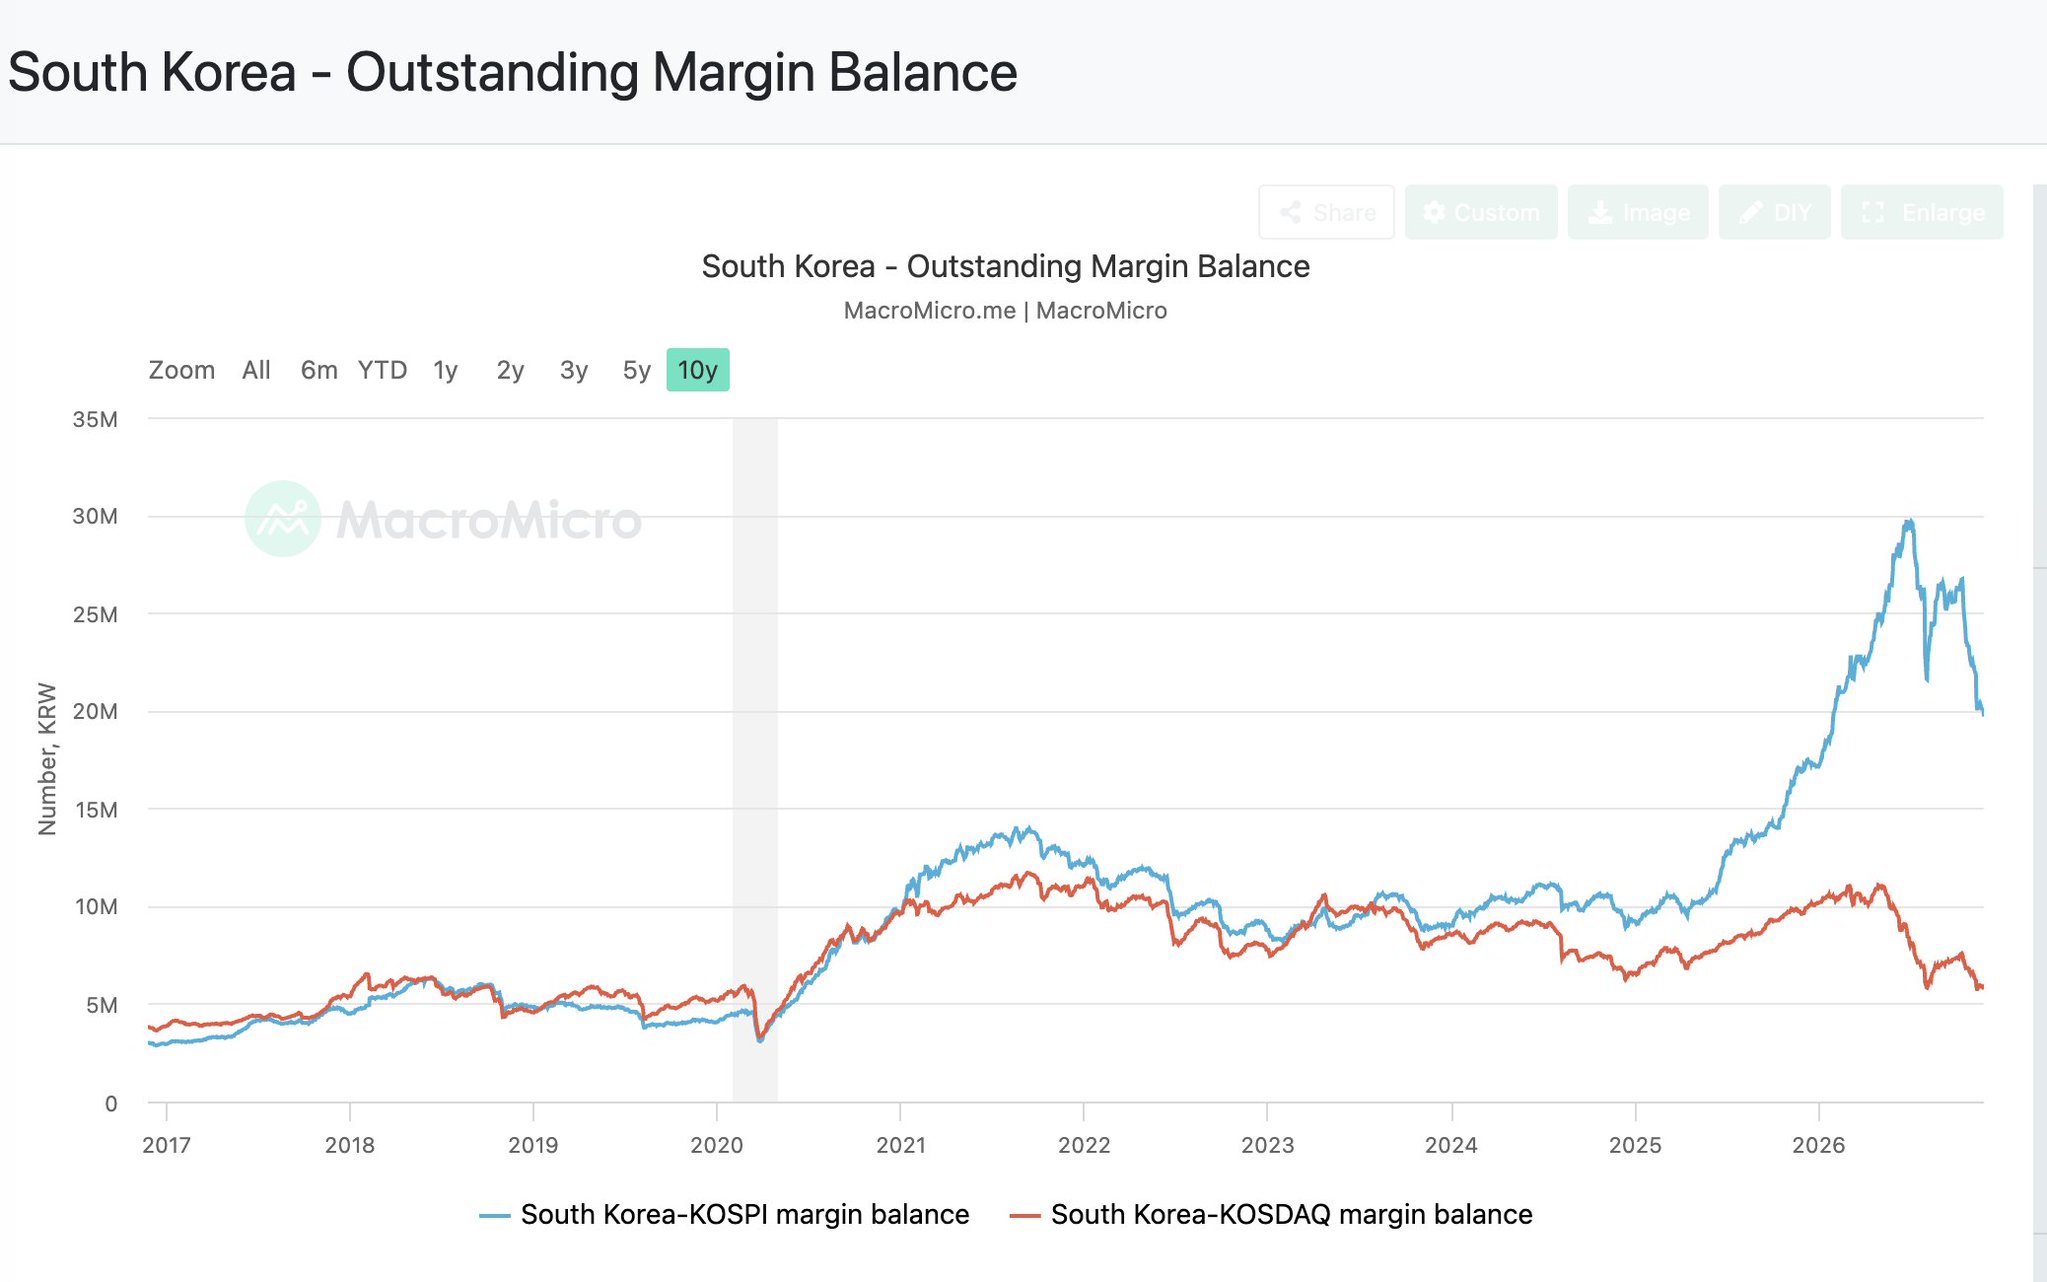 South Korea - Outstanding Margin Balance
Share Custom Image DIY Enlarge
South Korea - Outstanding Margin Balance
MacroMicro.me | MacroMicro
Zoom All 6m YTD 1y 2y 3y 5y 10y
35M
MacroMicro
30M
25M
20M
15M
10M
5M
0
Number, KRW
2017 2018 2019 2020 2021 2022 2023 2024 2025 2026
South Korea-KOSPI margin balance South Korea-KOSDAQ margin balance